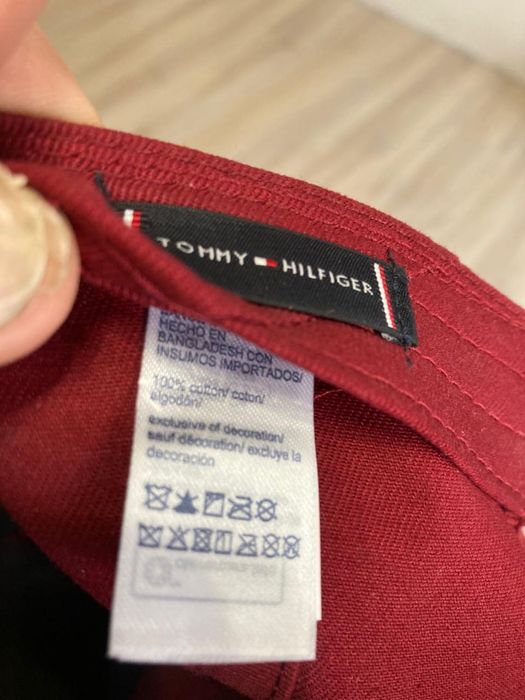 TOMMY HILFIGER
HECHO EN
BANGLADESH CON
INSUMOS IMPORTADOS/
100% cotton/ coton/
algodón/
exclusive of decoration/
sauf décoration/ excluye la
decoración